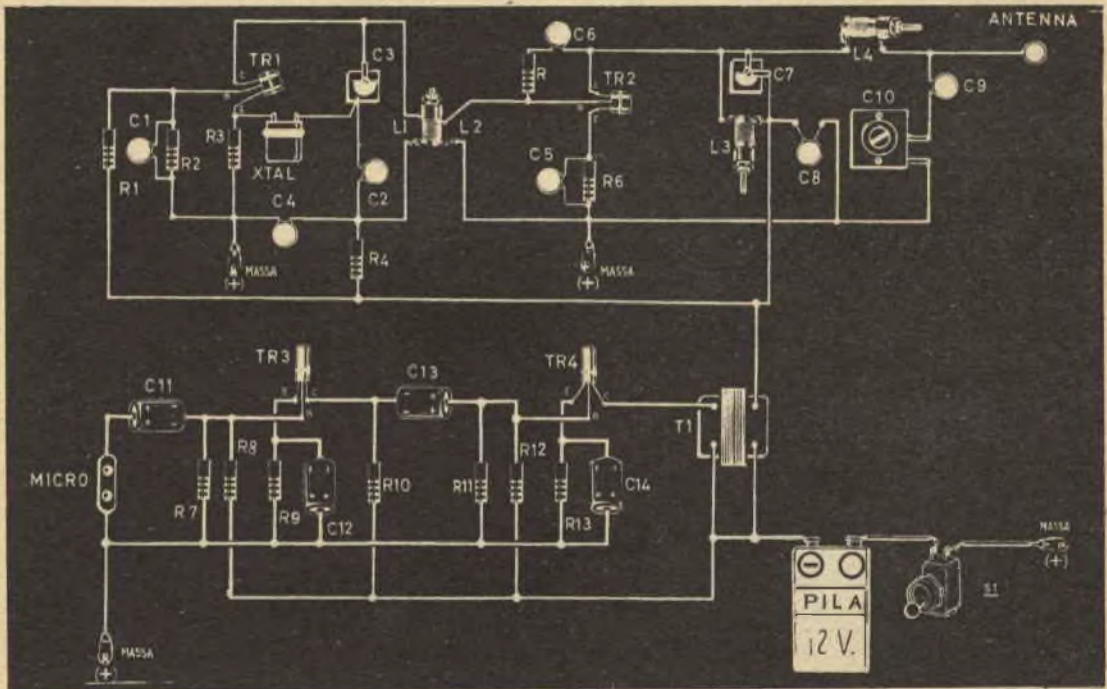 ANTENNA
C6
L4
TR1
C3
C7
R
TR2
C9
C10
C1
R3
L1
L2
R2
XTAL
L3
C5
R6
C8
R1
C4
C2
MASSA
(+)
R4
MASSA
(+)
TR3
TR4
C11
C13
T1
R8
R12
MICRO
R7
R9
C12
R10
R11
R13
C14
MASSA
(+)
S1
PILA
12 V.
MASSA
(+)